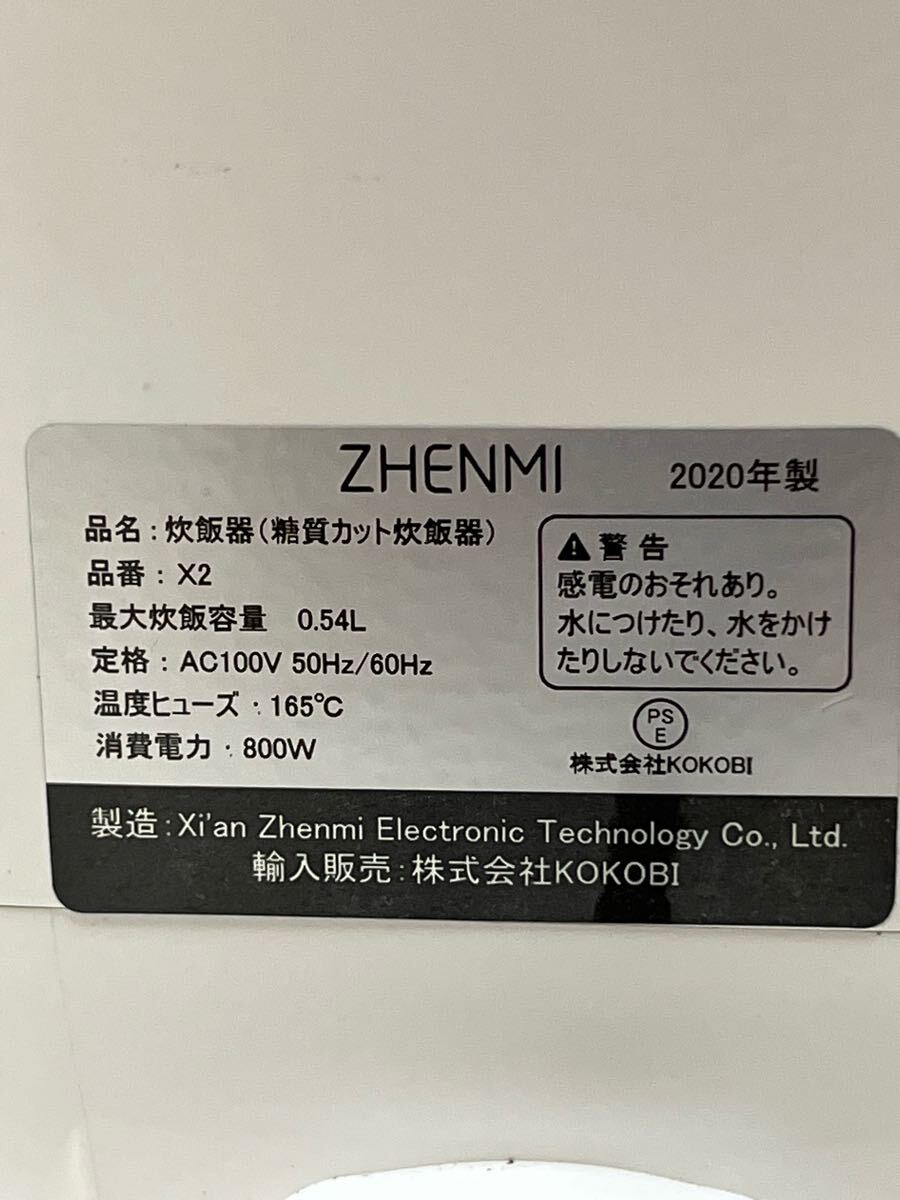 ZHENMI 2020年製
品名：炊飯器（糖質カット炊飯器）
品番：X2
最大炊飯容量 0.54L
定格：AC100V 50Hz/60Hz
温度ヒューズ：165℃
消費電力：800W
⚠警告
感電のおそれあり。
水につけたり、水をかけ
たりしないでください。
PS
E
株式会社KOKOBI
製造：Xi'an Zhenmi Electronic Technology Co., Ltd.
輸入販売：株式会社KOKOBI